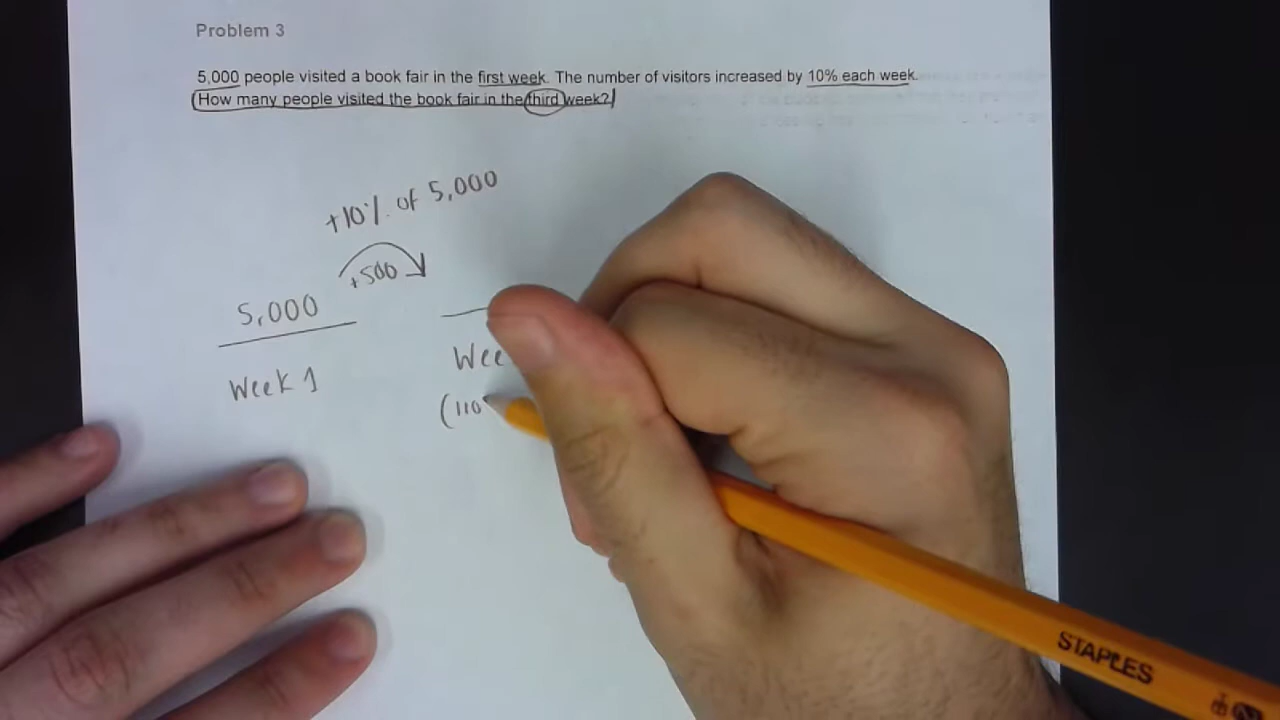 Problem 3
5,000 people visited a book fair in the first week. The number of visitors increased by 10% each week.
How many people visited the book fair in the third week?
+10% of 5,000
+500
5,000
Week 1
Wee
(110
STAPLES